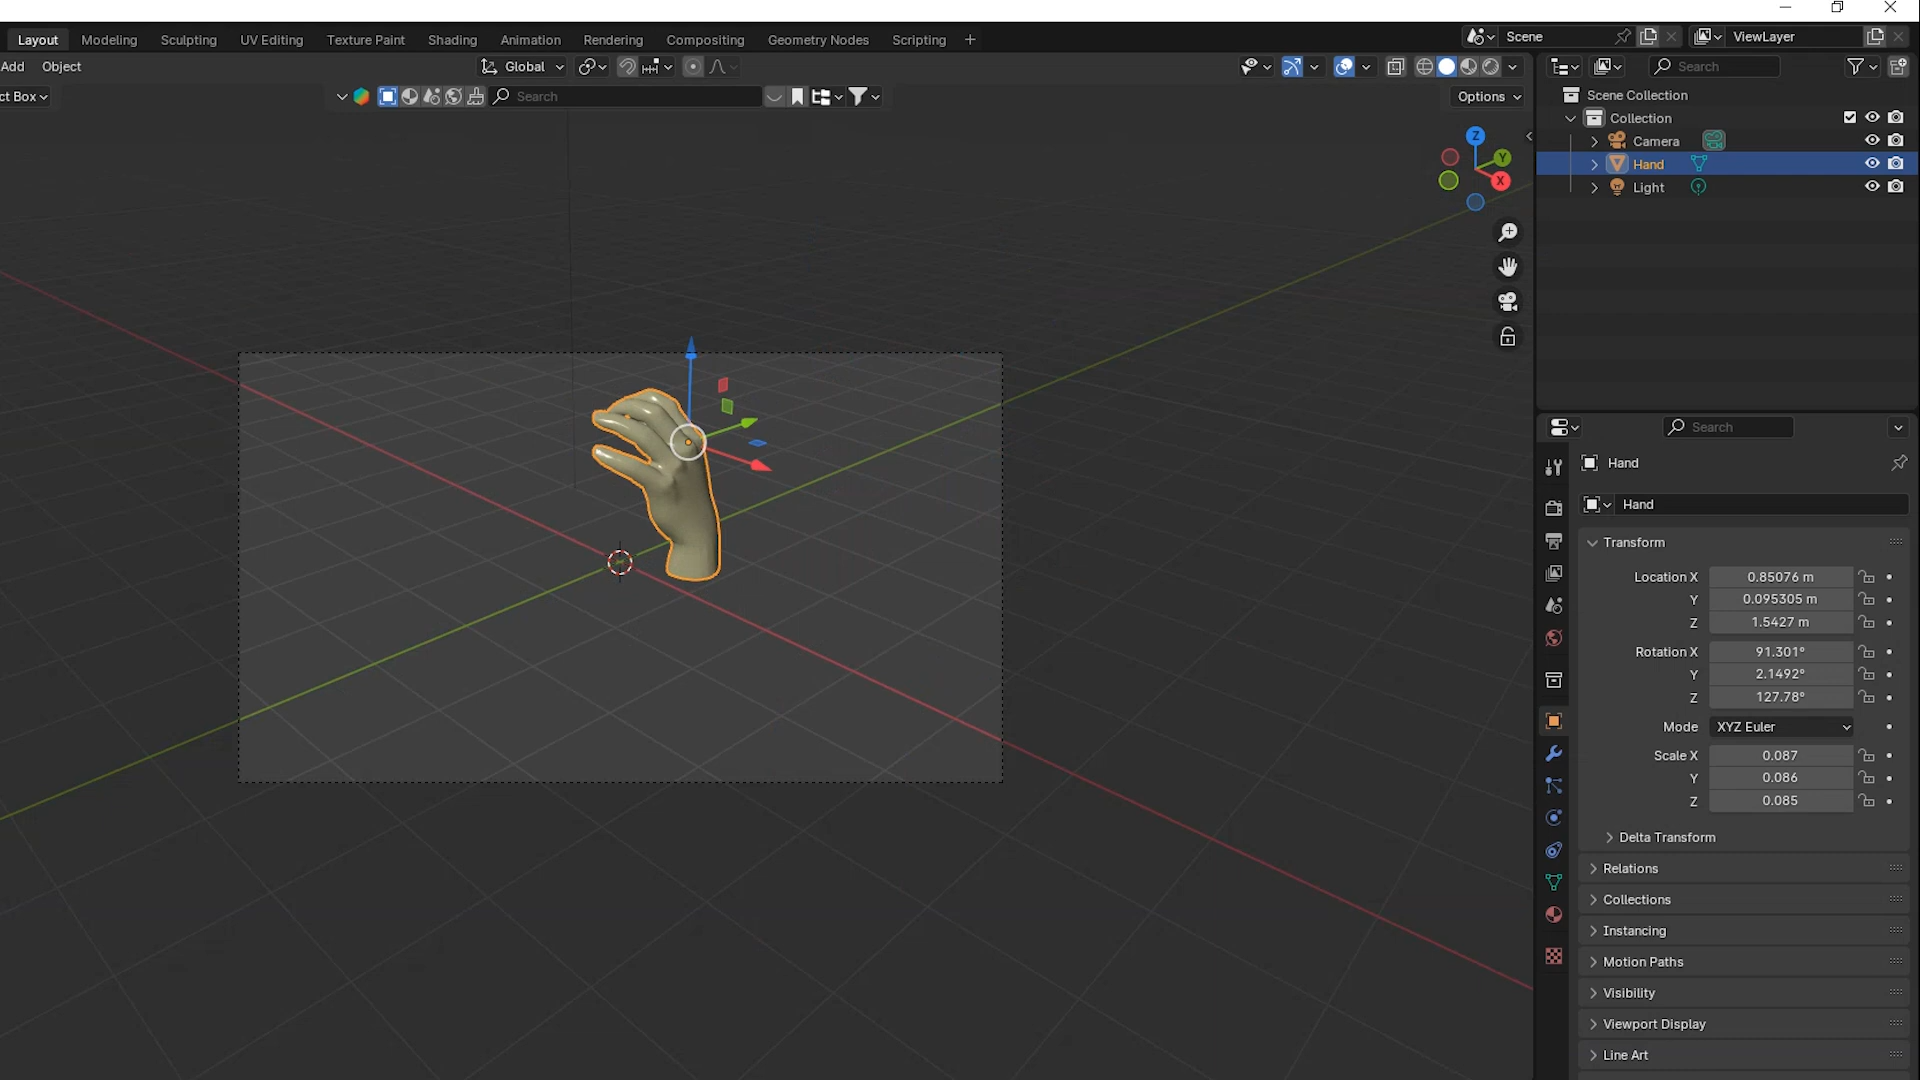 Layout Modeling Sculpting UV Editing Texture Paint Shading Animation Rendering Compositing Geometry Nodes Scripting + Scene ViewLayer
Add Object Global Search
ct Box Search Options
Scene Collection
Collection
Camera
Hand
Light
Z
Y
X
Search
Hand
Hand
Transform
Location X 0.85076 m
Y 0.095305 m
Z 1.5427 m
Rotation X 91.301°
Y 2.1492°
Z 127.78°
Mode XYZ Euler
Scale X 0.087
Y 0.086
Z 0.085
Delta Transform
Relations
Collections
Instancing
Motion Paths
Visibility
Viewport Display
Line Art